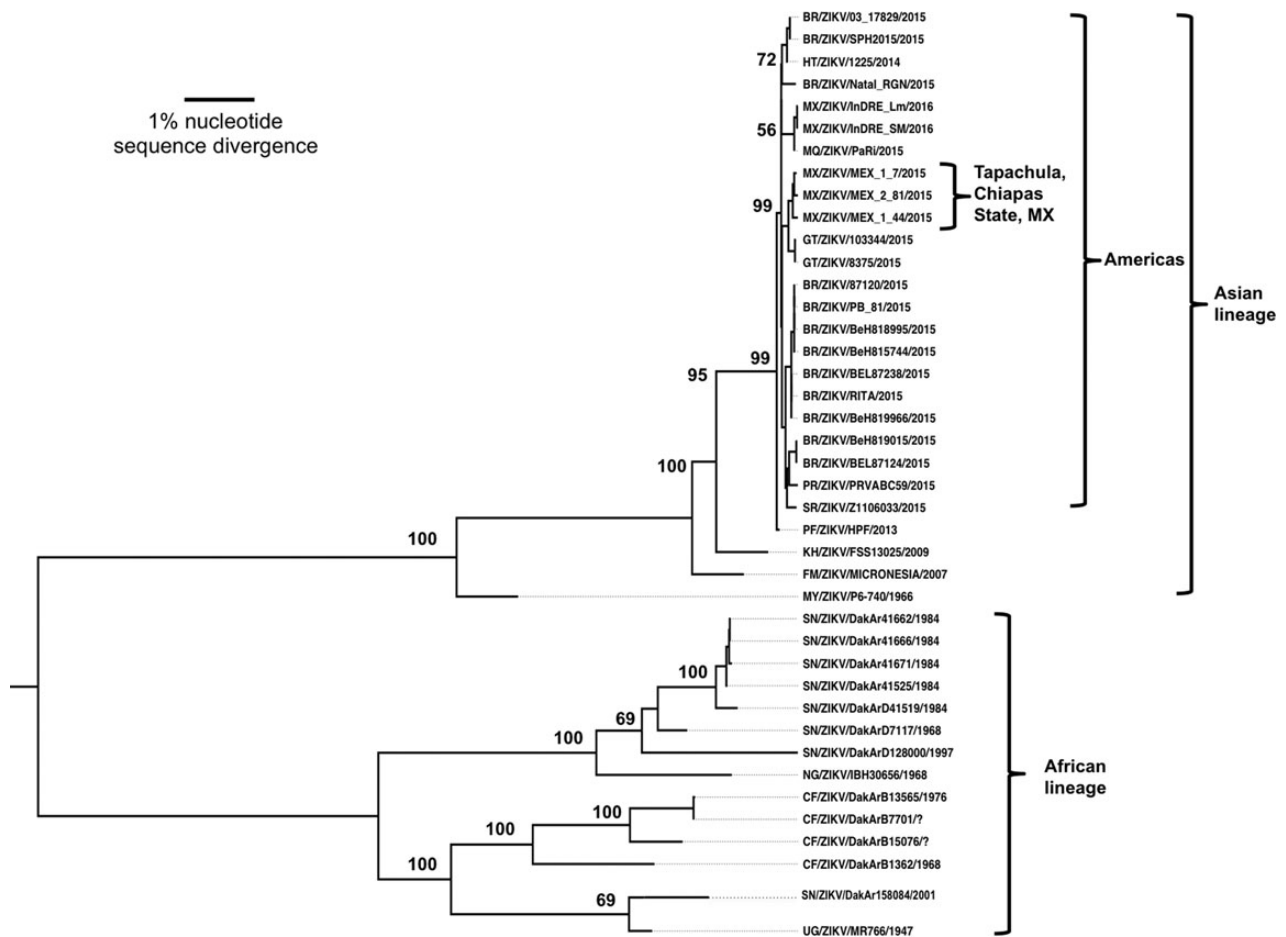 BR/ZIKV/03_17829/2015
BR/ZIKV/SPH2015/2015
72
HT/ZIKV/1225/2014
BR/ZIKV/Natal_RGN/2015
1% nucleotide
sequence divergence
MX/ZIKV/InDRE_Lm/2016
56
MX/ZIKV/InDRE_SM/2016
MQ/ZIKV/PaRi/2015
MX/ZIKV/MEX_1_7/2015
MX/ZIKV/MEX_2_81/2015
MX/ZIKV/MEX_1_44/2015
Tapachula,
Chiapas
State, MX
99
GT/ZIKV/103344/2015
GT/ZIKV/8375/2015
Americas
BR/ZIKV/87120/2015
BR/ZIKV/PB_81/2015
Asian
lineage
BR/ZIKV/BeH818995/2015
BR/ZIKV/BeH815744/2015
99
95
BR/ZIKV/BEL87238/2015
BR/ZIKV/RITA/2015
BR/ZIKV/BeH819966/2015
BR/ZIKV/BeH819015/2015
BR/ZIKV/BEL87124/2015
100
PR/ZIKV/PRVABC59/2015
SR/ZIKV/Z1106033/2015
PF/ZIKV/HPF/2013
100
KH/ZIKV/FSS13025/2009
FM/ZIKV/MICRONESIA/2007
MY/ZIKV/P6-740/1966
SN/ZIKV/DakAr41662/1984
SN/ZIKV/DakAr41666/1984
SN/ZIKV/DakAr41671/1984
100
SN/ZIKV/DakAr41525/1984
SN/ZIKV/DakArD41519/1984
69
SN/ZIKV/DakArD7117/1968
100
SN/ZIKV/DakArD128000/1997
NG/ZIKV/IBH30656/1968
African
lineage
CF/ZIKV/DakArB13565/1976
100
CF/ZIKV/DakArB7701/?
100
CF/ZIKV/DakArB15076/?
CF/ZIKV/DakArB1362/1968
100
SN/ZIKV/DakAr158084/2001
69
UG/ZIKV/MR766/1947